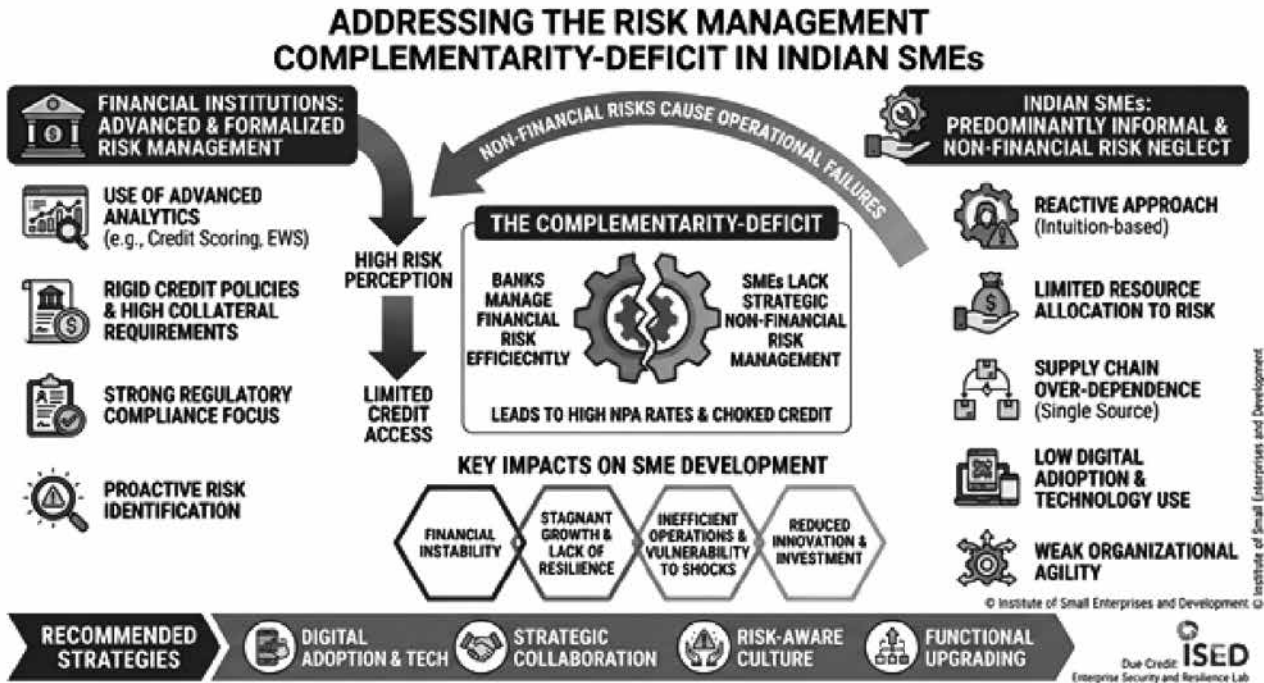 ADDRESSING THE RISK MANAGEMENT
COMPLEMENTARITY-DEFICIT IN INDIAN SMEs
FINANCIAL INSTITUTIONS:
ADVANCED & FORMALIZED
RISK MANAGEMENT
USE OF ADVANCED
ANALYTICS
(e.g., Credit Scoring, EWS)
RIGID CREDIT POLICIES
& HIGH COLLATERAL
REQUIREMENTS
STRONG REGULATORY
COMPLIANCE FOCUS
PROACTIVE RISK
IDENTIFICATION
HIGH RISK
PERCEPTION
LIMITED
CREDIT
ACCESS
NON-FINANCIAL RISKS CAUSE OPERATIONAL FAILURES
THE COMPLEMENTARITY-DEFICIT
BANKS
MANAGE
FINANCIAL
RISK
EFFICIECNTLY
SMEs LACK
STRATEGIC
NON-FINANCIAL
RISK
MANAGEMENT
LEADS TO HIGH NPA RATES & CHOKED CREDIT
KEY IMPACTS ON SME DEVELOPMENT
FINANCIAL
INSTABILITY
STAGNANT
GROWTH &
LACK OF
RESILIENCE
INEFFICIENT
OPERATIONS &
VULNERABILITY
TO SHOCKS
REDUCED
INNOVATION &
INVESTMENT
INDIAN SMEs:
PREDOMINANTLY INFORMAL &
NON-FINANCIAL RISK NEGLECT
REACTIVE APPROACH
(Intuition-based)
LIMITED RESOURCE
ALLOCATION TO RISK
SUPPLY CHAIN
OVER-DEPENDENCE
(Single Source)
LOW DIGITAL
ADIOPTION &
TECHNOLOGY USE
WEAK ORGANIZATIONAL
AGILITY
© Institute of Small Enterprises and Development
© Institute of Small Enterprises and Development
RECOMMENDED
STRATEGIES
DIGITAL
ADOPTION & TECH
STRATEGIC
COLLABORATION
RISK-AWARE
CULTURE
FUNCTIONAL
UPGRADING
Due Credit: ISED
Enterprise Security and Resilience Lab